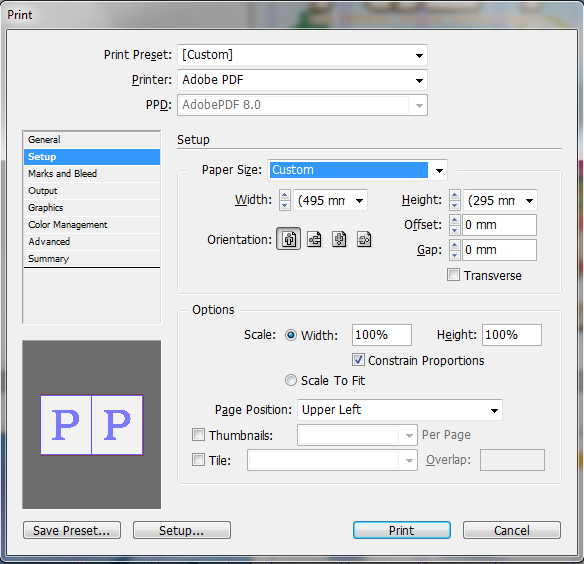 Print
Print Preset: [Custom]
Printer: Adobe PDF
PPD: AdobePDF 8.0
General
Setup
Marks and Bleed
Output
Graphics
Color Management
Advanced
Summary
Setup
Paper Size: Custom
Width: (495 mm Height: (295 mm
Orientation: Offset: 0 mm
Gap: 0 mm
Transverse
Options
Scale: Width: 100% Height: 100%
Constrain Proportions
Scale To Fit
Page Position: Upper Left
Thumbnails: Per Page
Tile: Overlap:
P P
Save Preset... Setup... Print Cancel